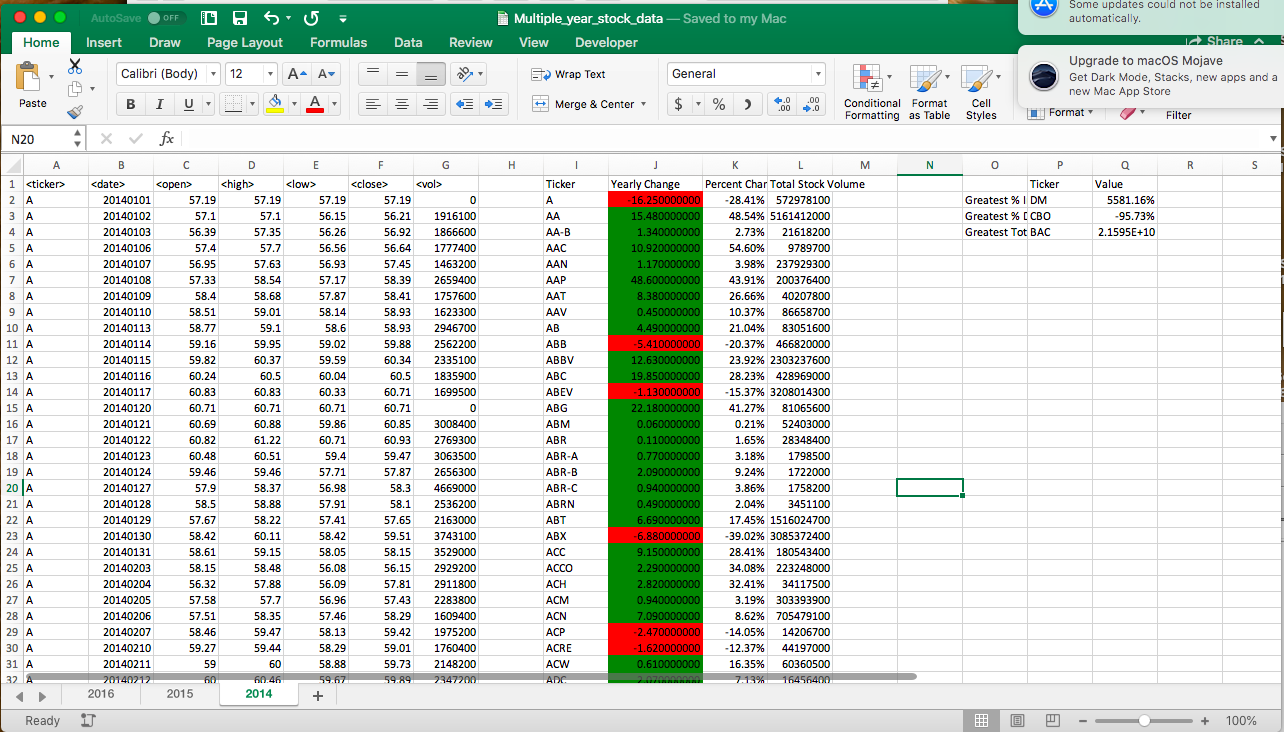 AutoSave OFF Multiple_year_stock_data — Saved to my Mac
Some updates could not be installed
automatically.
Home Insert Draw Page Layout Formulas Data Review View Developer Share
Upgrade to macOS Mojave
Get Dark Mode, Stacks, new apps and a
new Mac App Store
Paste Calibri (Body) 12 A A Wrap Text General
B I U A Merge & Center $ % Conditional Formatting Format as Table Cell Styles Format Filter
N20 fx
A B C D E F G H I J K L M N O P Q R S
1 <ticker> <date> <open> <high> <low> <close> <vol> Ticker Yearly Change Percent Char Total Stock Volume Ticker Value
2 A 20140101 57.19 57.19 57.19 57.19 0 A -16.250000000 -28.41% 572978100 Greatest % I DM 5581.16%
3 A 20140102 57.1 57.1 56.15 56.21 1916100 AA 15.480000000 48.54% 5161412000 Greatest % D CBO -95.73%
4 A 20140103 56.39 57.35 56.26 56.92 1866600 AA-B 1.340000000 2.73% 21618200 Greatest Tot BAC 2.1595E+10
5 A 20140106 57.4 57.7 56.56 56.64 1777400 AAC 10.920000000 54.60% 9789700
6 A 20140107 56.95 57.63 56.93 57.45 1463200 AAN 1.170000000 3.98% 237929300
7 A 20140108 57.33 58.54 57.17 58.39 2659400 AAP 48.600000000 43.91% 200376400
8 A 20140109 58.4 58.68 57.87 58.41 1757600 AAT 8.380000000 26.66% 40207800
9 A 20140110 58.51 59.01 58.14 58.93 1623300 AAV 0.450000000 10.37% 86658700
10 A 20140113 58.77 59.1 58.6 58.93 2946700 AB 4.490000000 21.04% 83051600
11 A 20140114 59.16 59.95 59.02 59.88 2562200 ABB -5.410000000 -20.37% 466820000
12 A 20140115 59.82 60.37 59.59 60.34 2335100 ABBV 12.630000000 23.92% 2303237600
13 A 20140116 60.24 60.5 60.04 60.5 1835900 ABC 19.850000000 28.23% 428969000
14 A 20140117 60.83 60.83 60.33 60.71 1699500 ABEV -1.130000000 -15.37% 3208014300
15 A 20140120 60.71 60.71 60.71 60.71 0 ABG 22.180000000 41.27% 81065600
16 A 20140121 60.69 60.88 59.86 60.85 3008400 ABM 0.060000000 0.21% 52403000
17 A 20140122 60.82 61.22 60.71 60.93 2769300 ABR 0.110000000 1.65% 28348400
18 A 20140123 60.48 60.51 59.4 59.47 3063500 ABR-A 0.770000000 3.18% 1798500
19 A 20140124 59.46 59.46 57.71 57.87 2656300 ABR-B 2.090000000 9.24% 1722000
20 A 20140127 57.9 58.37 56.98 58.3 4669000 ABR-C 0.940000000 3.86% 1758200
21 A 20140128 58.5 58.88 57.91 58.1 2536200 ABRN 0.490000000 2.04% 3451100
22 A 20140129 57.67 58.22 57.41 57.65 2163000 ABT 6.690000000 17.45% 1516024700
23 A 20140130 58.42 60.11 58.42 59.51 3743100 ABX -6.880000000 -39.02% 3085372400
24 A 20140131 58.61 59.15 58.05 58.15 3529000 ACC 9.150000000 28.41% 180543400
25 A 20140203 58.15 58.48 56.08 56.15 2929200 ACCO 2.290000000 34.08% 223248000
26 A 20140204 56.32 57.88 56.09 57.81 2911800 ACH 2.820000000 32.41% 34117500
27 A 20140205 57.58 57.7 56.96 57.43 2283800 ACM 0.940000000 3.19% 303393900
28 A 20140206 57.51 58.35 57.46 58.29 1609400 ACN 7.090000000 8.62% 705479100
29 A 20140207 58.46 59.47 58.13 59.42 1975200 ACP -2.470000000 -14.05% 14206700
30 A 20140210 59.27 59.44 58.29 59.01 1760400 ACRE -1.620000000 -12.37% 44197000
31 A 20140211 59 60 58.88 59.73 2148200 ACW 0.610000000 16.35% 60360500
32 A 20140212 60 60.46 59.67 59.89 2347200 ADC 2.070000000 7.13% 16456400
2016 2015 2014 +
Ready 100%